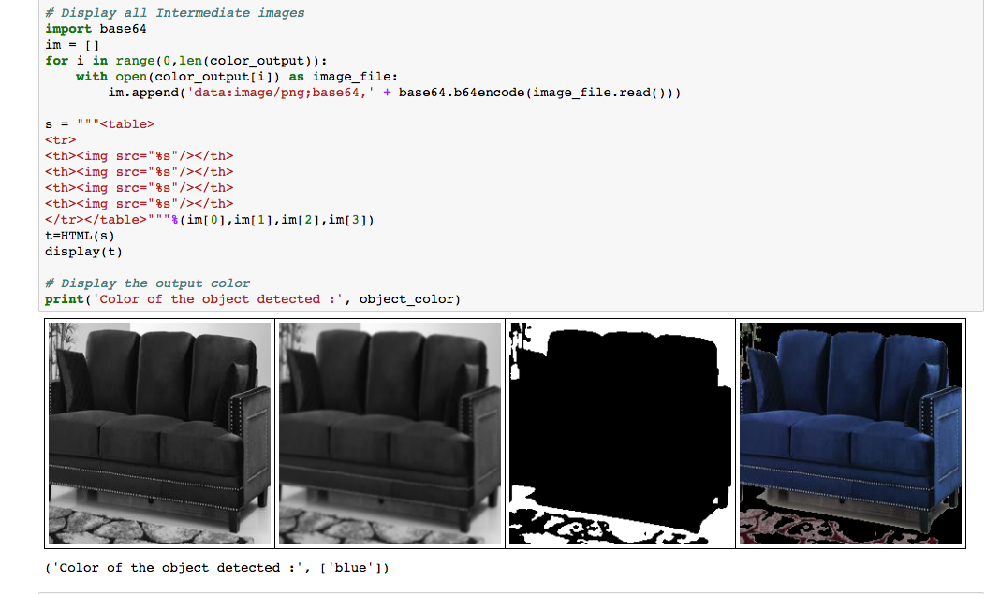 # Display all Intermediate images
import base64
im = []
for i in range(0,len(color_output)):
    with open(color_output[i]) as image_file:
        im.append('data:image/png;base64,' + base64.b64encode(image_file.read()))
s = """<table>
<tr>
<th><img src="%s"/></th>
<th><img src="%s"/></th>
<th><img src="%s"/></th>
<th><img src="%s"/></th>
</tr></table>"""%(im[0],im[1],im[2],im[3])
t=HTML(s)
display(t)
# Display the output color
print('Color of the object detected :', object_color)
('Color of the object detected :', ['blue'])